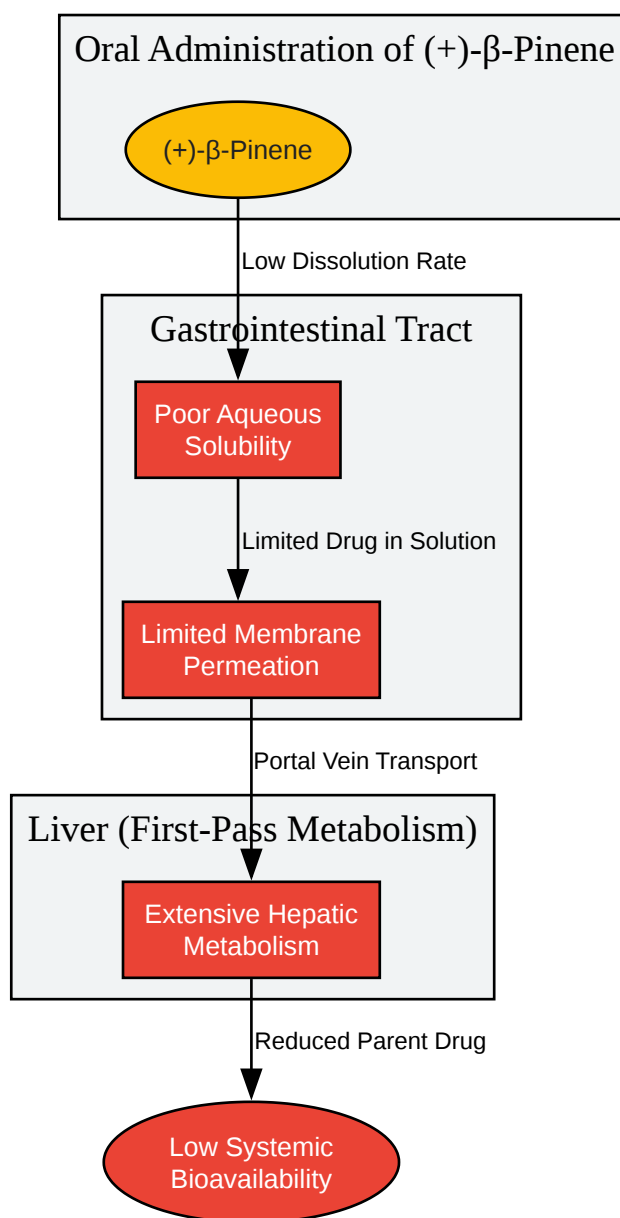 Oral Administration of (+)-β-Pinene
(+)-β-Pinene
Low Dissolution Rate
Gastrointestinal Tract
Poor Aqueous
Solubility
Limited Drug in Solution
Limited Membrane
Permeation
Portal Vein Transport
Liver (First-Pass Metabolism)
Extensive Hepatic
Metabolism
Reduced Parent Drug
Low Systemic
Bioavailability